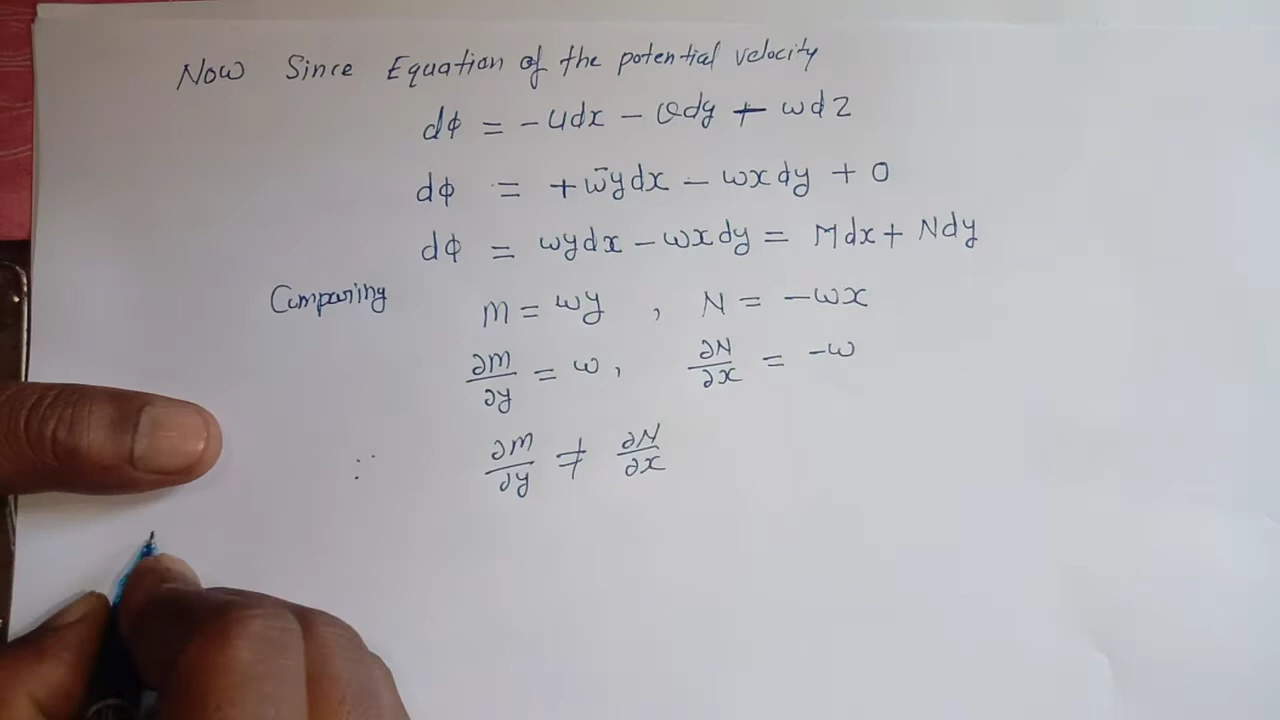 Now Since Equation of the potential velocity
dϕ = -udx - vdy + wdz
dϕ = +ωydx - ωxdy + 0
dϕ = ωydx - ωxdy = Mdx + Ndy
Comparing M = ωy , N = -ωx
∂M/∂y = ω , ∂N/∂x = -ω
∵ ∂M/∂y ≠ ∂N/∂x